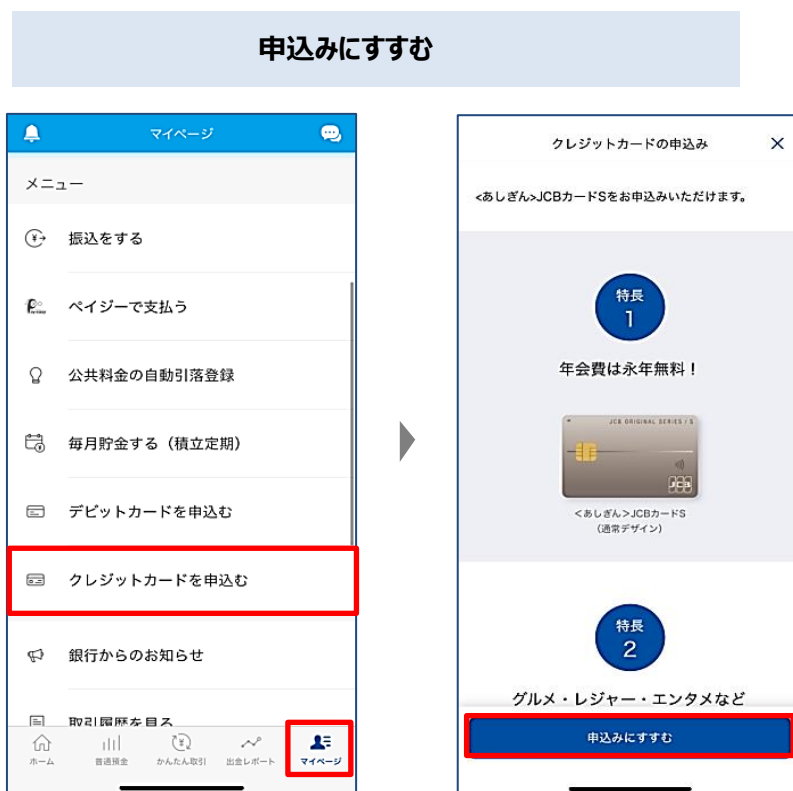 申込みにすすむ
マイページ
メニュー
振込をする
ペイジーで支払う
公共料金の自動引落登録
毎月貯金する（積立定期）
デビットカードを申込む
クレジットカードを申込む
銀行からのお知らせ
取引履歴を見る
ホーム
普通預金
かんたん取引
出金レポート
マイページ
クレジットカードの申込み
<あしぎん>JCBカードSをお申込みいただけます。
特長
1
年会費は永年無料！
JCB ORIGINAL SERIES / S
JCB
<あしぎん>JCBカードS
（通常デザイン）
特長
2
グルメ・レジャー・エンタメなど
申込みにすすむ